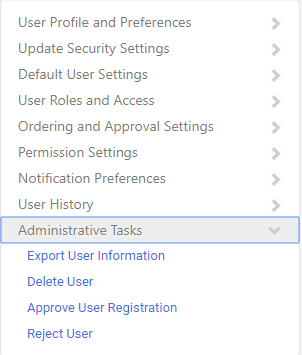 User Profile and Preferences
Update Security Settings
Default User Settings
User Roles and Access
Ordering and Approval Settings
Permission Settings
Notification Preferences
User History
Administrative Tasks
Export User Information
Delete User
Approve User Registration
Reject User